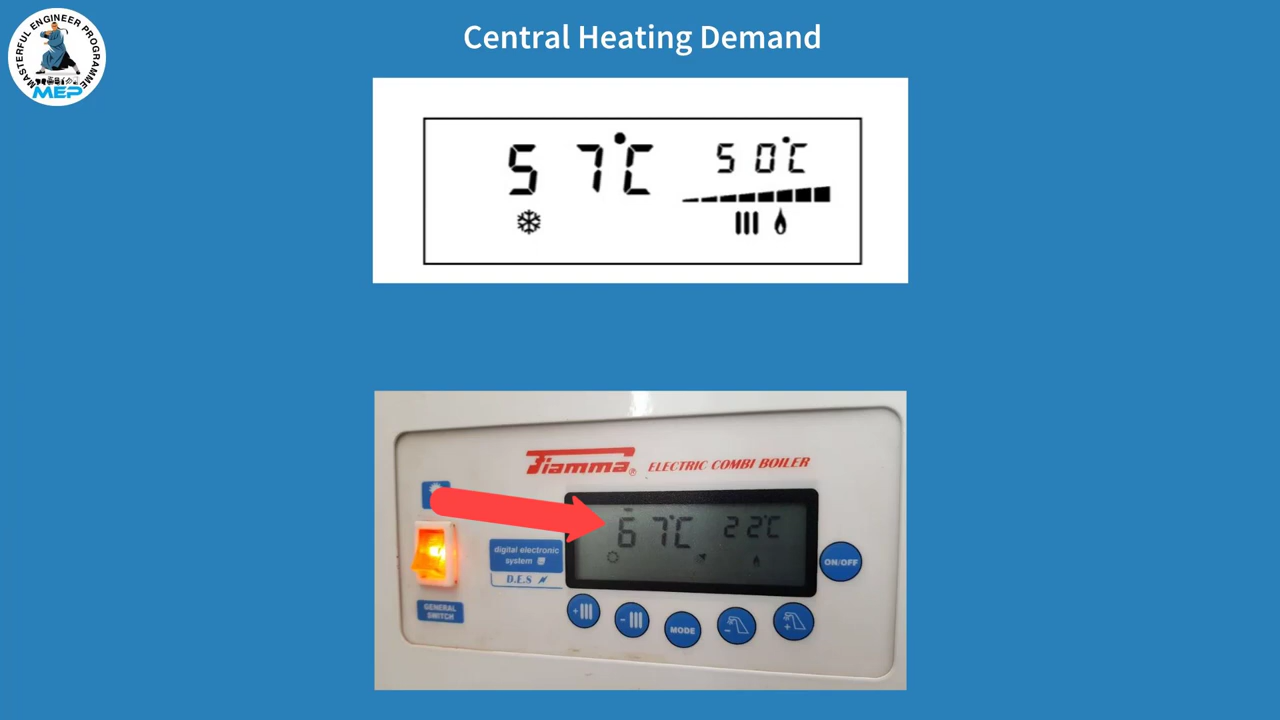 Central Heating Demand
MASTERFUL ENGINEER PROGRAMME
MEP
5 7°C
5 0°C
Fiamma® ELECTRIC COMBI BOILER
6 7°C
2 2°C
digital electronic
system
D.E.S
ON/OFF
GENERAL
SWITCH
+
-
MODE
-
+